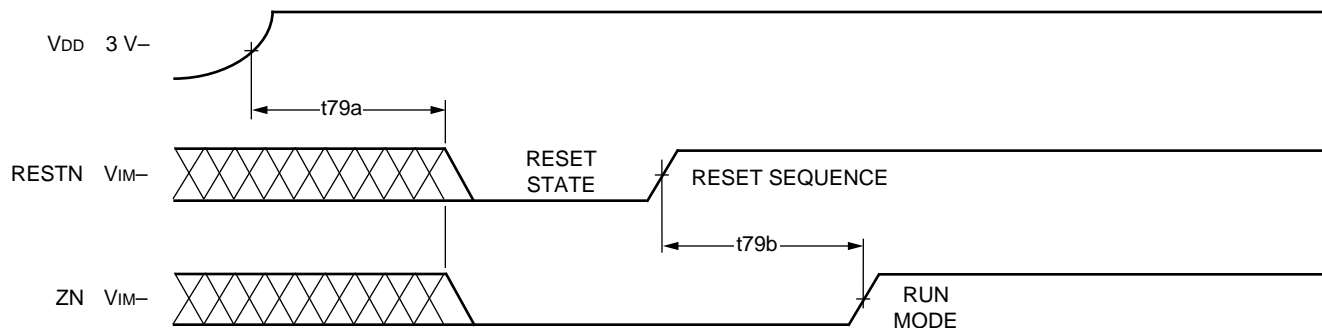 VDD 3 V–
t79a
RESTN VIM–
RESET
STATE
RESET SEQUENCE
t79b
ZN VIM–
RUN
MODE